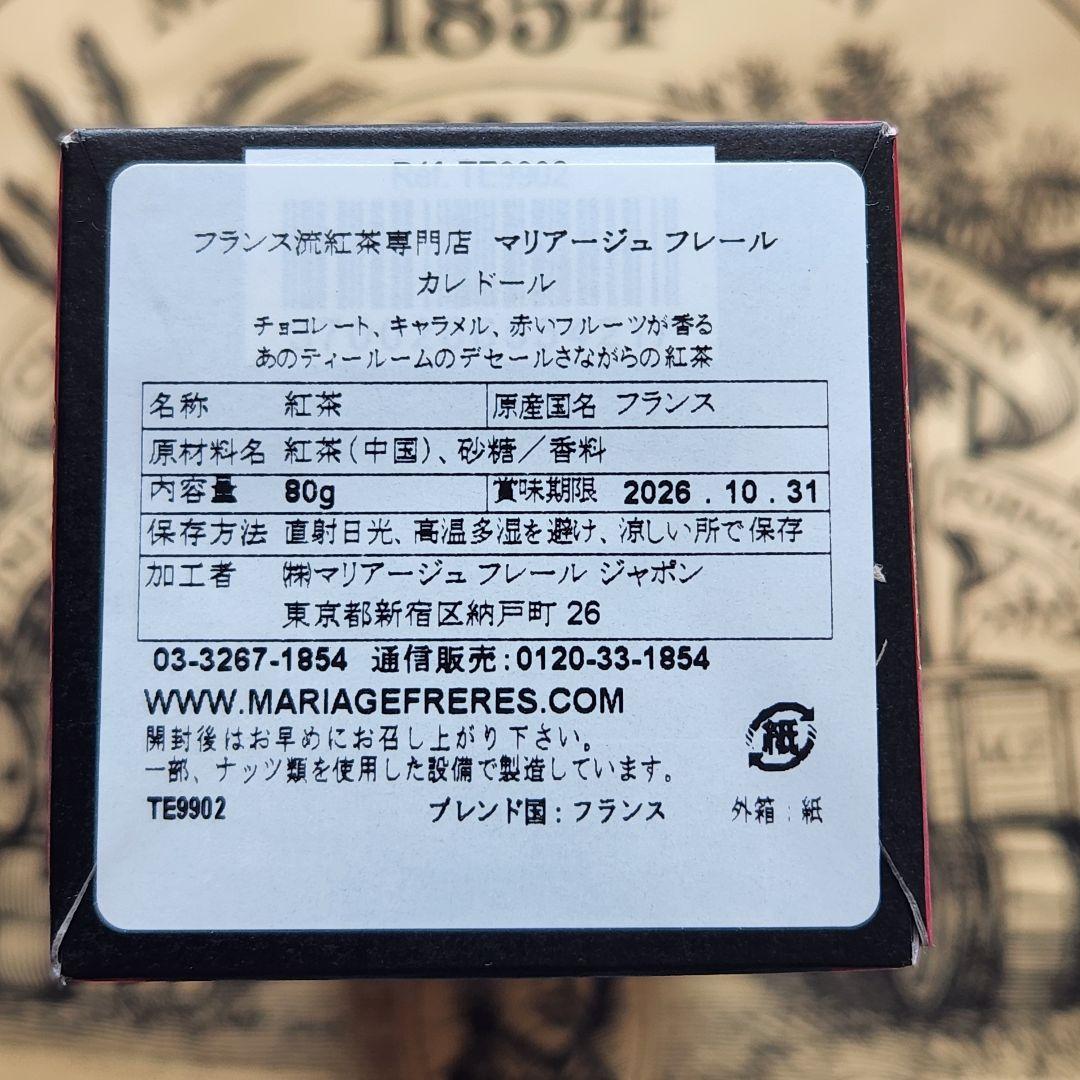 1854
Réf. TE9902
フランス流紅茶専門店 マリアージュ フレール
カレドール
チョコレート、キャラメル、赤いフルーツが香る
あのティールームのデセールさながらの紅茶
名称 紅茶 原産国名 フランス
原材料名 紅茶(中国)、砂糖/香料
内容量 80g 賞味期限 2026.10.31
保存方法 直射日光、高温多湿を避け、涼しい所で保存
加工者 ㈱マリアージュ フレール ジャポン
東京都新宿区納戸町 26
03-3267-1854 通信販売:0120-33-1854
WWW.MARIAGEFRERES.COM
開封後はお早めにお召し上がり下さい。
一部、ナッツ類を使用した設備で製造しています。
紙
TE9902 ブレンド国:フランス 外箱:紙